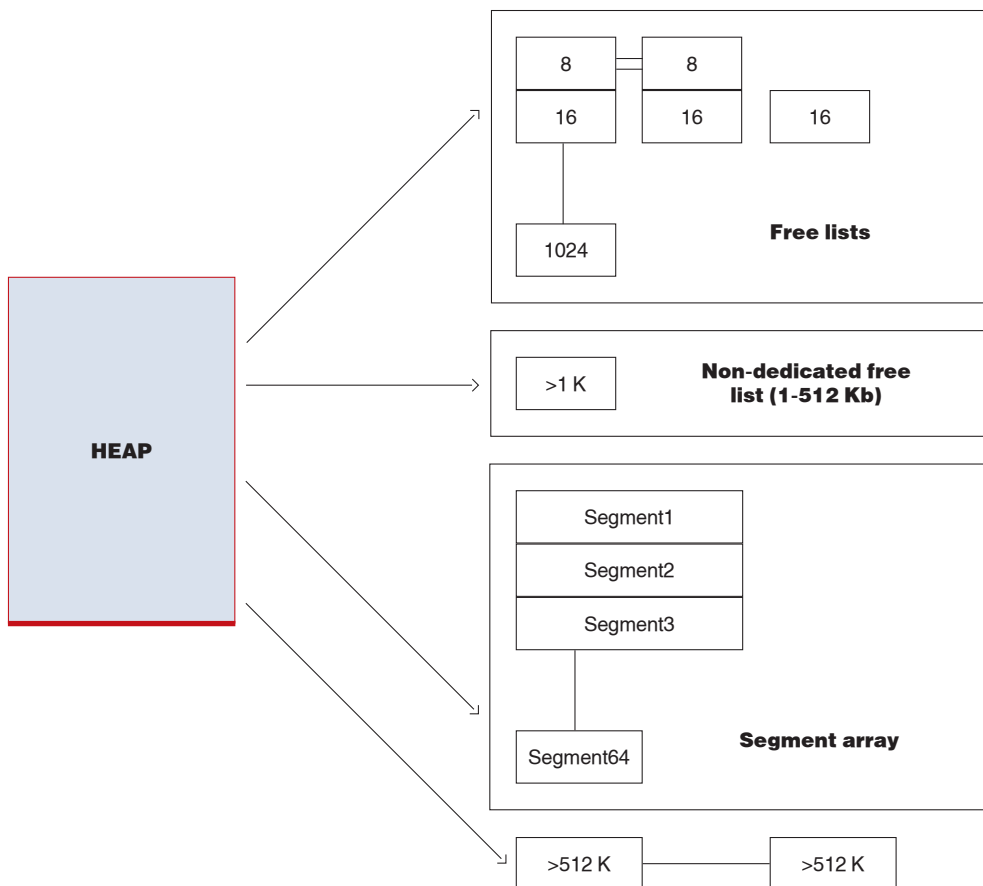 8 8
16 16 16
1024
Free lists
HEAP
>1 K
Non-dedicated free
list (1-512 Kb)
Segment1
Segment2
Segment3
Segment64
Segment array
>512 K >512 K